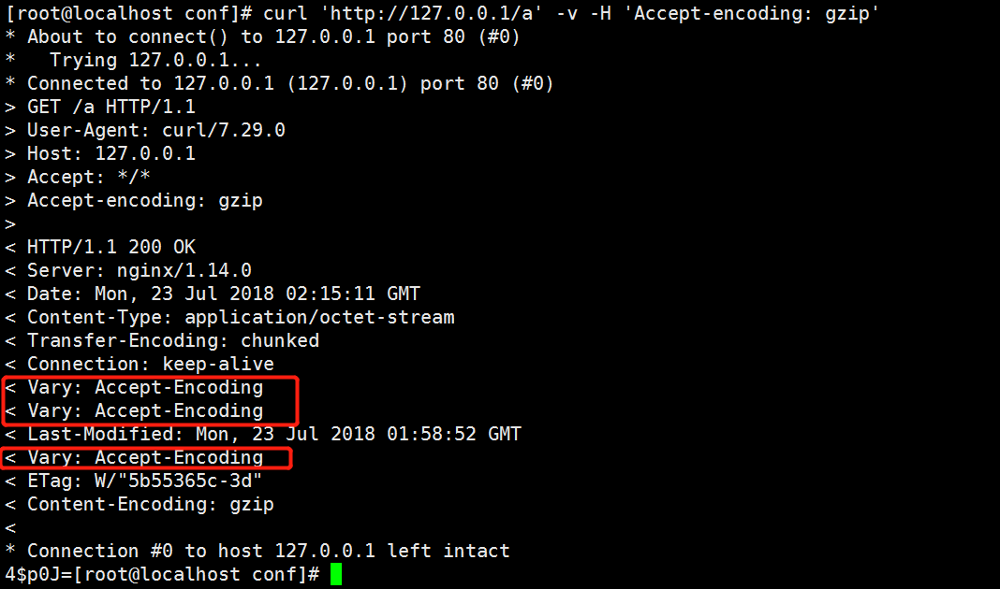 [root@localhost conf]# curl 'http://127.0.0.1/a' -v -H 'Accept-encoding: gzip'
* About to connect() to 127.0.0.1 port 80 (#0)
*   Trying 127.0.0.1...
* Connected to 127.0.0.1 (127.0.0.1) port 80 (#0)
> GET /a HTTP/1.1
> User-Agent: curl/7.29.0
> Host: 127.0.0.1
> Accept: */*
> Accept-encoding: gzip
>
< HTTP/1.1 200 OK
< Server: nginx/1.14.0
< Date: Mon, 23 Jul 2018 02:15:11 GMT
< Content-Type: application/octet-stream
< Transfer-Encoding: chunked
< Connection: keep-alive
< Vary: Accept-Encoding
< Vary: Accept-Encoding
< Last-Modified: Mon, 23 Jul 2018 01:58:52 GMT
< Vary: Accept-Encoding
< ETag: W/"5b55365c-3d"
< Content-Encoding: gzip
<
* Connection #0 to host 127.0.0.1 left intact
4$p0J=[root@localhost conf]#